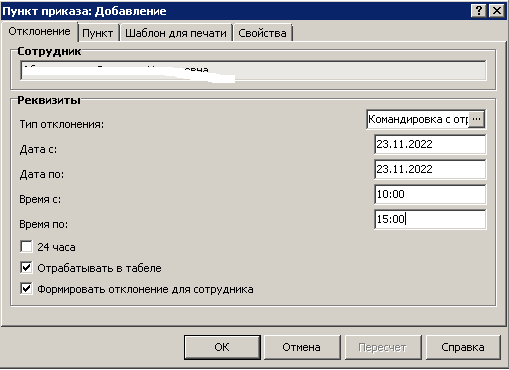 Пункт приказа: Добавление
Отклонение Пункт Шаблон для печати Свойства
Сотрудник
Реквизиты
Тип отклонения: Командировка с отр ...
Дата с: 23.11.2022
Дата по: 23.11.2022
Время с: 10:00
Время по: 15:00
24 часа
Отрабатывать в табеле
Формировать отклонение для сотрудника
ОК Отмена Пересчет Справка